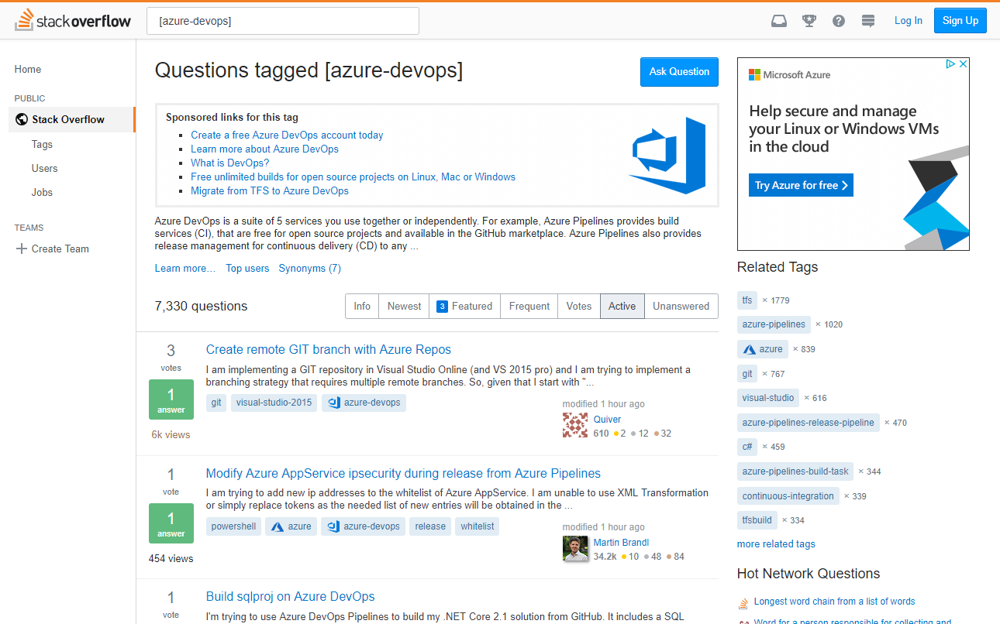 stackoverflow
[azure-devops]
Log In
Sign Up
Home
PUBLIC
Stack Overflow
Tags
Users
Jobs
TEAMS
Create Team
Questions tagged [azure-devops]
Ask Question
Sponsored links for this tag
Create a free Azure DevOps account today
Learn more about Azure DevOps
What is DevOps?
Free unlimited builds for open source projects on Linux, Mac or Windows
Migrate from TFS to Azure DevOps
Azure DevOps is a suite of 5 services you use together or independently. For example, Azure Pipelines provides build
services (CI), that are free for open source projects and available in the GitHub marketplace. Azure Pipelines also provides
release management for continuous delivery (CD) to any ...
Learn more… Top users Synonyms (7)
7,330 questions
Info Newest 3 Featured Frequent Votes Active Unanswered
3
votes
1
answer
6k views
Create remote GIT branch with Azure Repos
I am implementing a GIT repository in Visual Studio Online (and VS 2015 pro) and I am trying to implement a
branching strategy that requires multiple remote branches. So, given that I start with "...
git visual-studio-2015 azure-devops
modified 1 hour ago
Quiver
610 2 12 32
1
vote
1
answer
454 views
Modify Azure AppService ipsecurity during release from Azure Pipelines
I am trying to add new ip addresses to the whitelist of Azure AppService. I am unable to use XML Transformation
or simply replace tokens as the needed list of new entries will be obtained in the ...
powershell azure azure-devops release whitelist
modified 1 hour ago
Martin Brandl
34.2k 10 48 84
1
vote
Build sqlproj on Azure DevOps
I'm trying to use Azure DevOps Pipelines to build my .NET Core 2.1 solution from GitHub. It includes a SQL
Microsoft Azure
Help secure and manage
your Linux or Windows VMs
in the cloud
Try Azure for free
Related Tags
tfs × 1779
azure-pipelines × 1020
azure × 839
git × 767
visual-studio × 616
azure-pipelines-release-pipeline × 470
c# × 459
azure-pipelines-build-task × 344
continuous-integration × 339
tfsbuild × 334
more related tags
Hot Network Questions
Longest word chain from a list of words
Word for a person responsible for collecting and